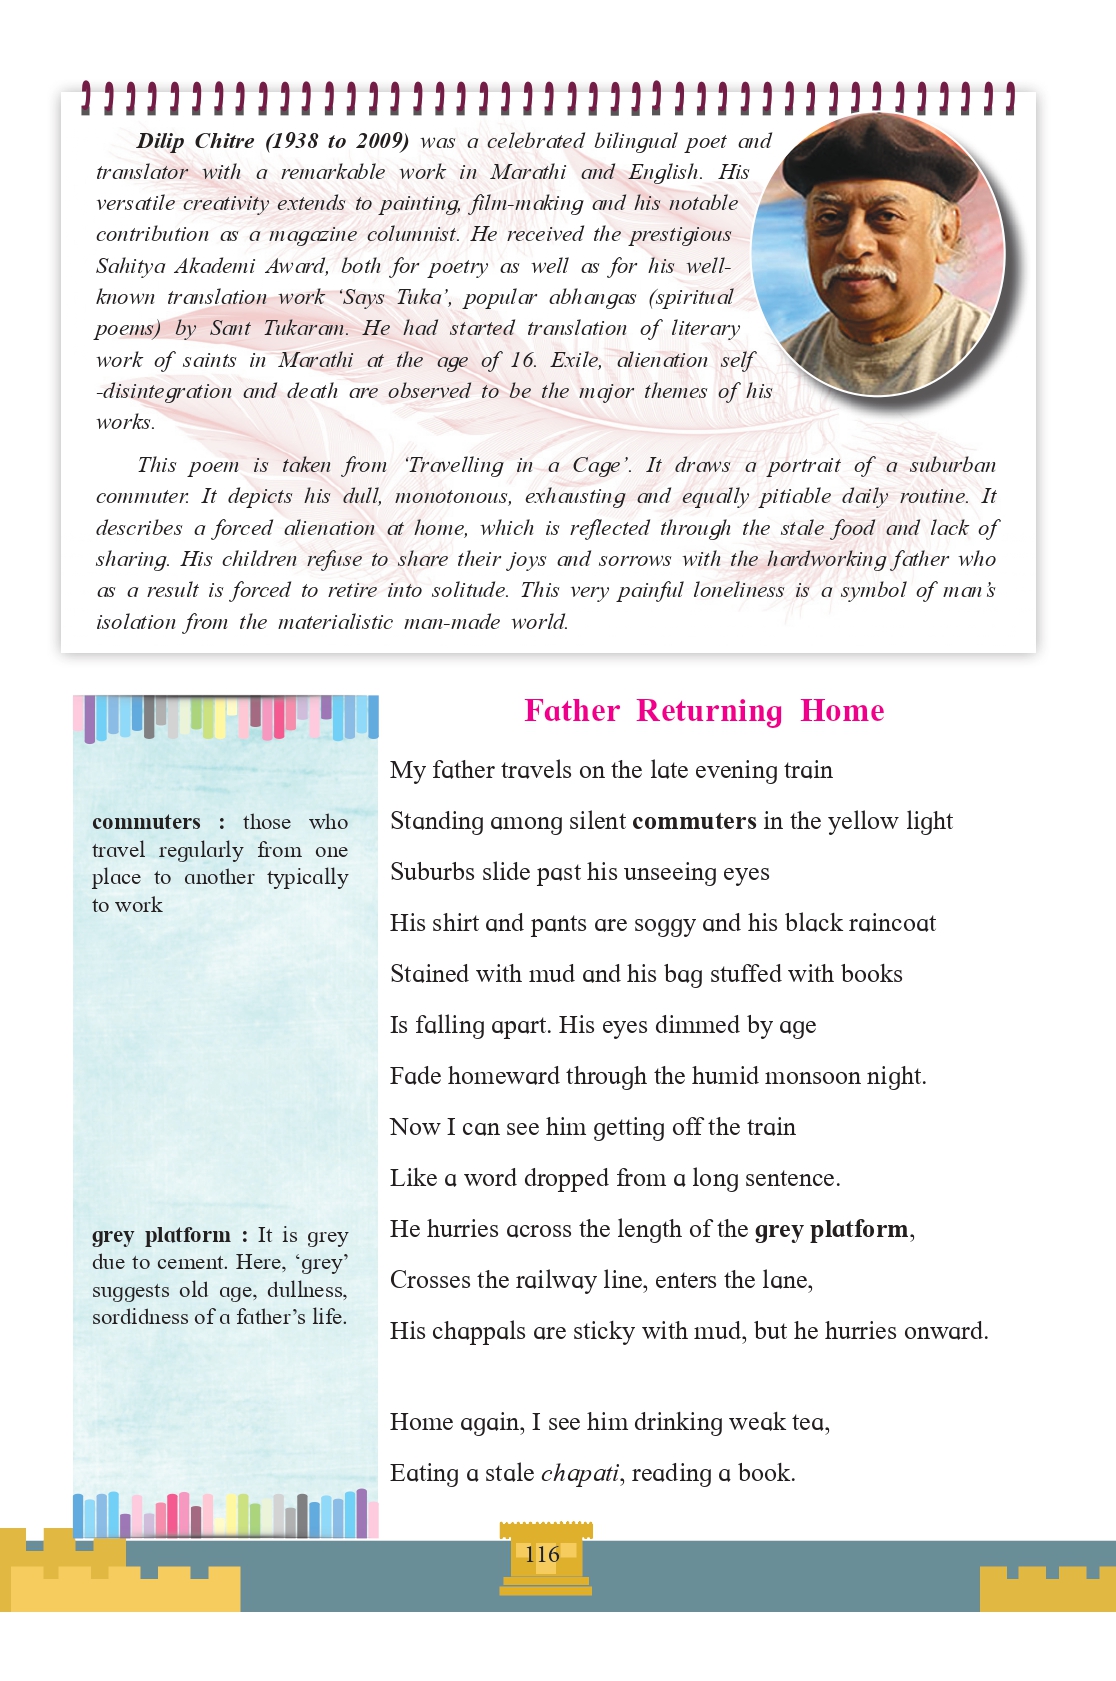 Dilip Chitre (1938 to 2009) was a celebrated bilingual poet and
translator with a remarkable work in Marathi and English. His
versatile creativity extends to painting, film-making and his notable
contribution as a magazine columnist. He received the prestigious
Sahitya Akademi Award, both for poetry as well as for his well-
known translation work ‘Says Tuka’, popular abhangas (spiritual
poems) by Sant Tukaram. He had started translation of literary
work of saints in Marathi at the age of 16. Exile, alienation self
-disintegration and death are observed to be the major themes of his
works.
This poem is taken from ‘Travelling in a Cage’. It draws a portrait of a suburban
commuter. It depicts his dull, monotonous, exhausting and equally pitiable daily routine. It
describes a forced alienation at home, which is reflected through the stale food and lack of
sharing. His children refuse to share their joys and sorrows with the hardworking father who
as a result is forced to retire into solitude. This very painful loneliness is a symbol of man’s
isolation from the materialistic man-made world.
commuters : those who
travel regularly from one
place to another typically
to work
grey platform : It is grey
due to cement. Here, ‘grey’
suggests old age, dullness,
sordidness of a father’s life.
Father Returning Home
My father travels on the late evening train
Standing among silent commuters in the yellow light
Suburbs slide past his unseeing eyes
His shirt and pants are soggy and his black raincoat
Stained with mud and his bag stuffed with books
Is falling apart. His eyes dimmed by age
Fade homeward through the humid monsoon night.
Now I can see him getting off the train
Like a word dropped from a long sentence.
He hurries across the length of the grey platform,
Crosses the railway line, enters the lane,
His chappals are sticky with mud, but he hurries onward.
Home again, I see him drinking weak tea,
Eating a stale chapati, reading a book.
116